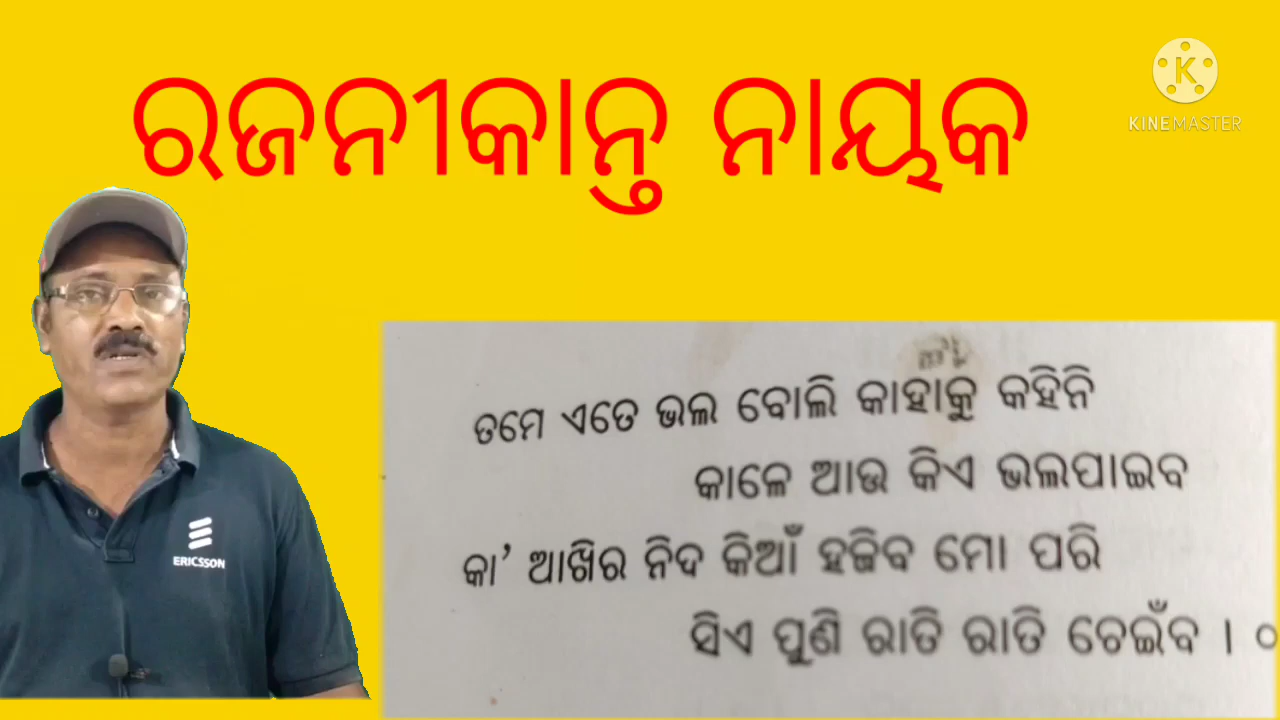 ରଜନୀକାନ୍ତ ନାୟକ
KINEMASTER
ତମେ ଏତେ ଭଲ ବୋଲି କାହାକୁ କହିନି
କାଳେ ଆଉ କିଏ ଭଲପାଇବ
କା’ ଆଖିର ନିଦ କିଆଁ ହଜିବ ମୋ ପରି
ସିଏ ପୁଣି ରାତି ରାତି ଚେଇଁବ । ୦
ERICSSON